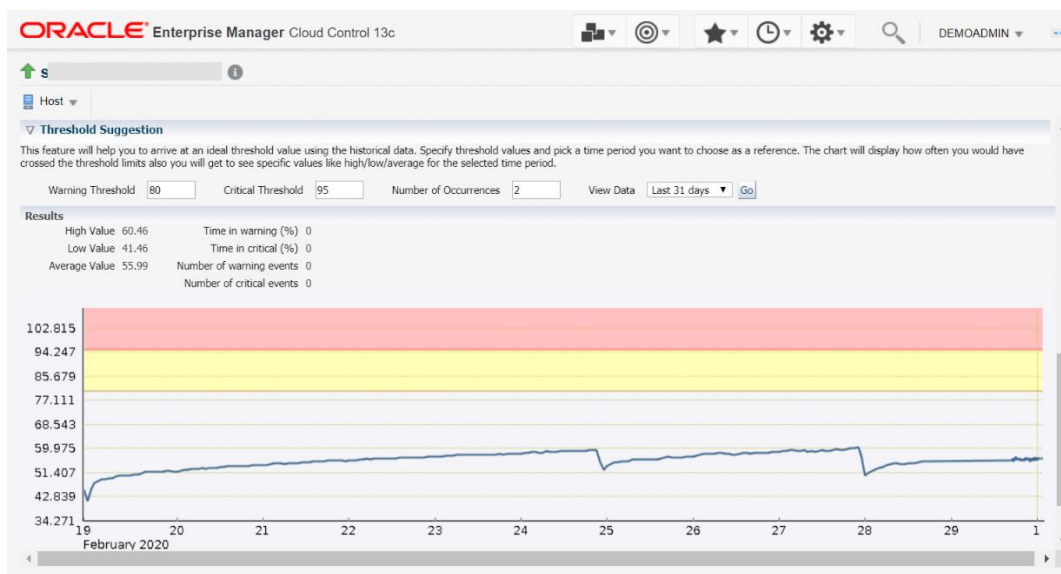 ORACLE® Enterprise Manager Cloud Control 13c
DEMOADMIN
s
Host
Threshold Suggestion
This feature will help you to arrive at an ideal threshold value using the historical data. Specify threshold values and pick a time period you want to choose as a reference. The chart will display how often you would have
crossed the threshold limits also you will get to see specific values like high/low/average for the selected time period.
Warning Threshold 80 Critical Threshold 95 Number of Occurrences 2 View Data Last 31 days Go
Results
High Value 60.46 Time in warning (%) 0
Low Value 41.46 Time in critical (%) 0
Average Value 55.99 Number of warning events 0
Number of critical events 0
102.815
94.247
85.679
77.111
68.543
59.975
51.407
42.839
34.271
19 20 21 22 23 24 25 26 27 28 29 1
February 2020